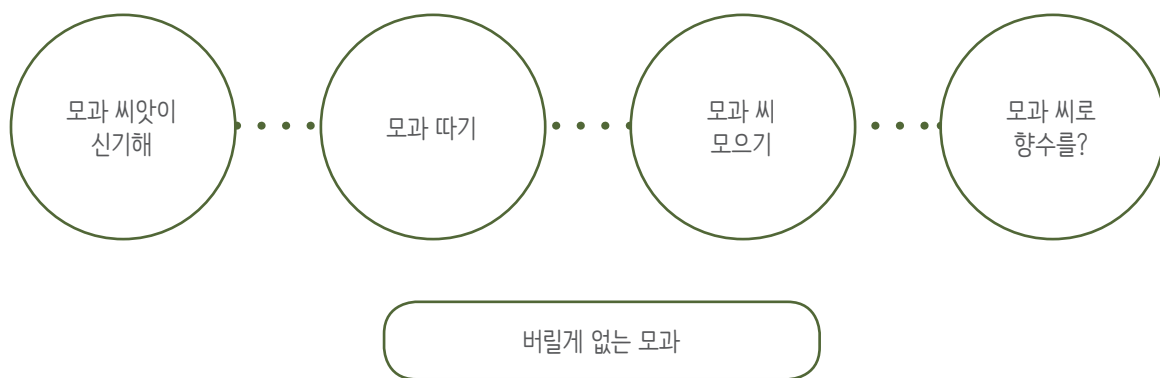 모과 씨앗이
신기해
모과 따기
모과 씨
모으기
모과 씨로
향수를?
버릴게 없는 모과